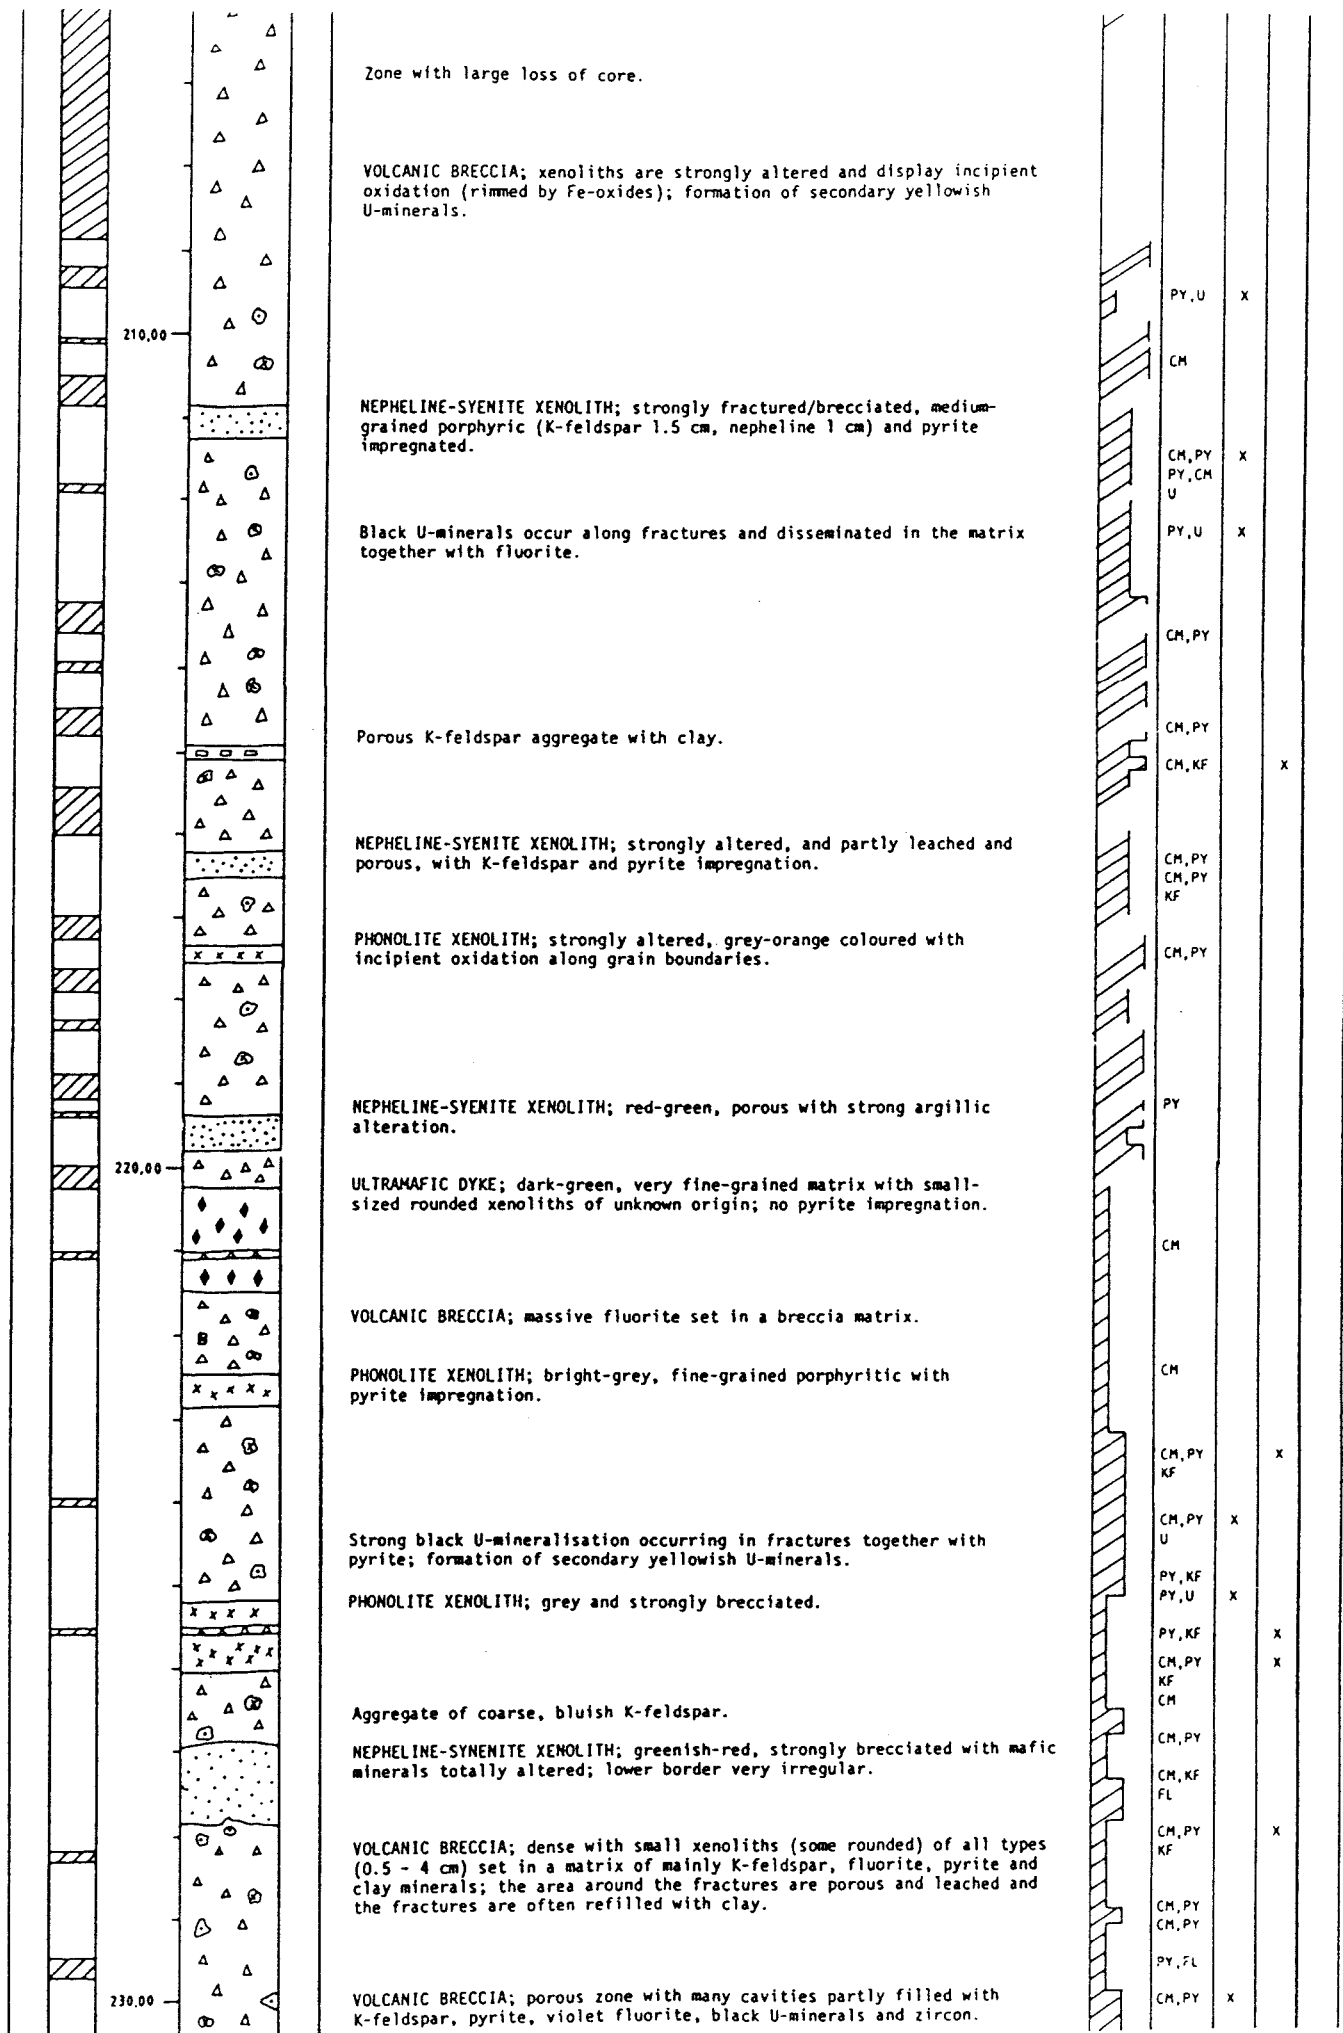 Zone with large loss of core.
VOLCANIC BRECCIA; xenoliths are strongly altered and display incipient
oxidation (rimmed by Fe-oxides); formation of secondary yellowish
U-minerals.
PY,U x
210,00
CM
NEPHELINE-SYENITE XENOLITH; strongly fractured/brecciated, medium-
grained porphyric (K-feldspar 1.5 cm, nepheline 1 cm) and pyrite
impregnated.
CM,PY x
PY,CM
U
Black U-minerals occur along fractures and disseminated in the matrix
together with fluorite.
PY,U x
CM,PY
CM,PY
Porous K-feldspar aggregate with clay.
CM,KF x
NEPHELINE-SYENITE XENOLITH; strongly altered, and partly leached and
porous, with K-feldspar and pyrite impregnation.
CM,PY
CM,PY
KF
PHONOLITE XENOLITH; strongly altered, grey-orange coloured with
incipient oxidation along grain boundaries.
CM,PY
NEPHELINE-SYENITE XENOLITH; red-green, porous with strong argillic
alteration.
PY
220,00
ULTRAMAFIC DYKE; dark-green, very fine-grained matrix with small-
sized rounded xenoliths of unknown origin; no pyrite impregnation.
CM
VOLCANIC BRECCIA; massive fluorite set in a breccia matrix.
PHONOLITE XENOLITH; bright-grey, fine-grained porphyritic with
pyrite impregnation.
CM
CM,PY x
KF
CM,PY x
U
Strong black U-mineralisation occurring in fractures together with
pyrite; formation of secondary yellowish U-minerals.
PY,KF
PY,U x
PHONOLITE XENOLITH; grey and strongly brecciated.
PY,KF x
CM,PY x
KF
CM
Aggregate of coarse, bluish K-feldspar.
CM,PY
NEPHELINE-SYNENITE XENOLITH; greenish-red, strongly brecciated with mafic
minerals totally altered; lower border very irregular.
CM,KF
FL
CM,PY x
KF
VOLCANIC BRECCIA; dense with small xenoliths (some rounded) of all types
(0.5 - 4 cm) set in a matrix of mainly K-feldspar, fluorite, pyrite and
clay minerals; the area around the fractures are porous and leached and
the fractures are often refilled with clay.
CM,PY
CM,PY
PY,FL
230,00
VOLCANIC BRECCIA; porous zone with many cavities partly filled with
K-feldspar, pyrite, violet fluorite, black U-minerals and zircon.
CM,PY x